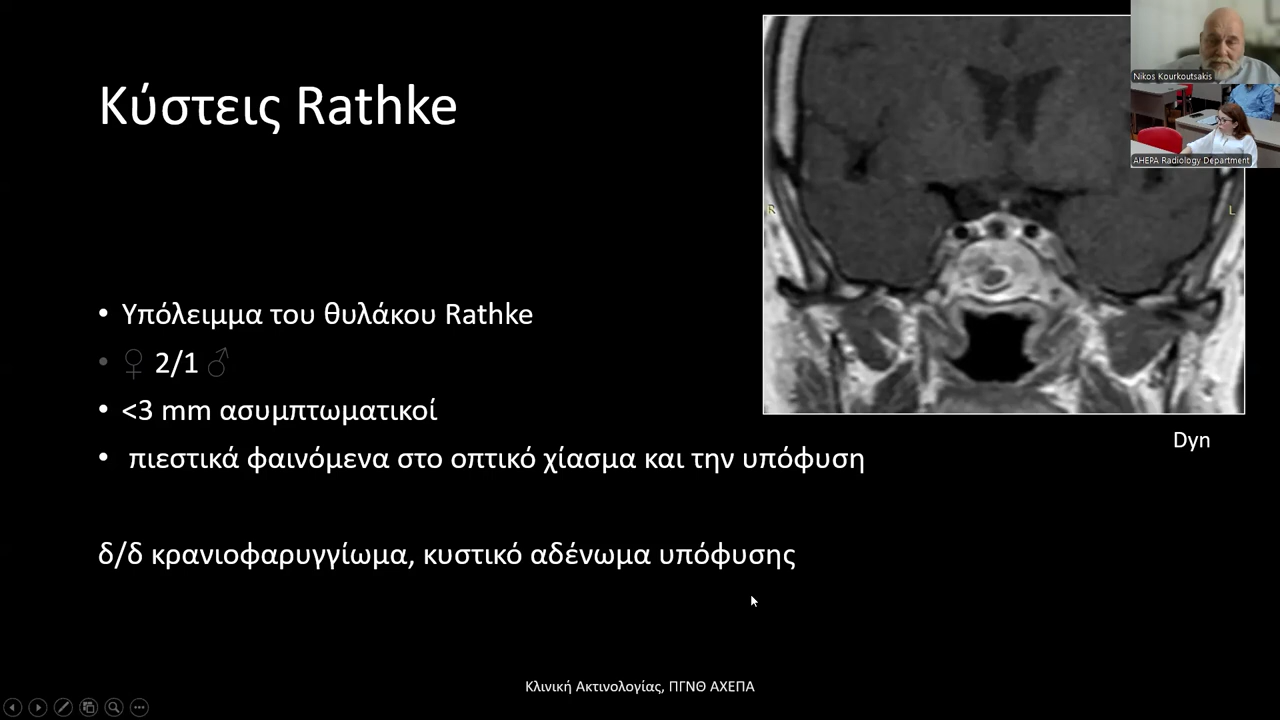 Κύστεις Rathke
Nikos Kourkoutsakis
AHEPA Radiology Department
R
L
• Υπόλειμμα του θυλάκου Rathke
• ♀ 2/1 ♂
• <3 mm ασυμπτωματικοί
• πιεστικά φαινόμενα στο οπτικό χίασμα και την υπόφυση
Dyn
δ/δ κρανιοφαρυγγίωμα, κυστικό αδένωμα υπόφυσης
Κλινική Ακτινολογίας, ΠΓΝΘ ΑΧΕΠΑ